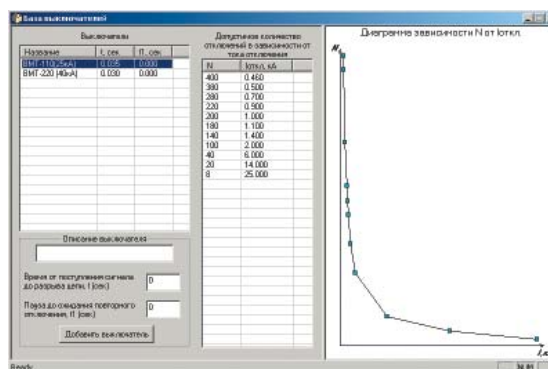 База выключателей
Выключатели
Название t, сек t1, сек
ВМТ-110(25кА) 0.035 0.000
ВМТ-220 (40кА) 0.030 0.000
Описание выключателя
Время от поступления сигнала
до разрыва цепи, t (сек)
0
Пауза до ожидания повторного
отключения, t1 (сек)
0
Добавить выключатель
Допустимое количество
отключений в зависимости от
тока отключения
N Iоткл, кА
400 0.460
380 0.500
280 0.700
220 0.900
200 1.000
180 1.100
140 1.400
100 2.000
40 6.000
20 14.000
8 25.000
Диаграмма зависимости N от Iоткл.
N
Ready
NUM